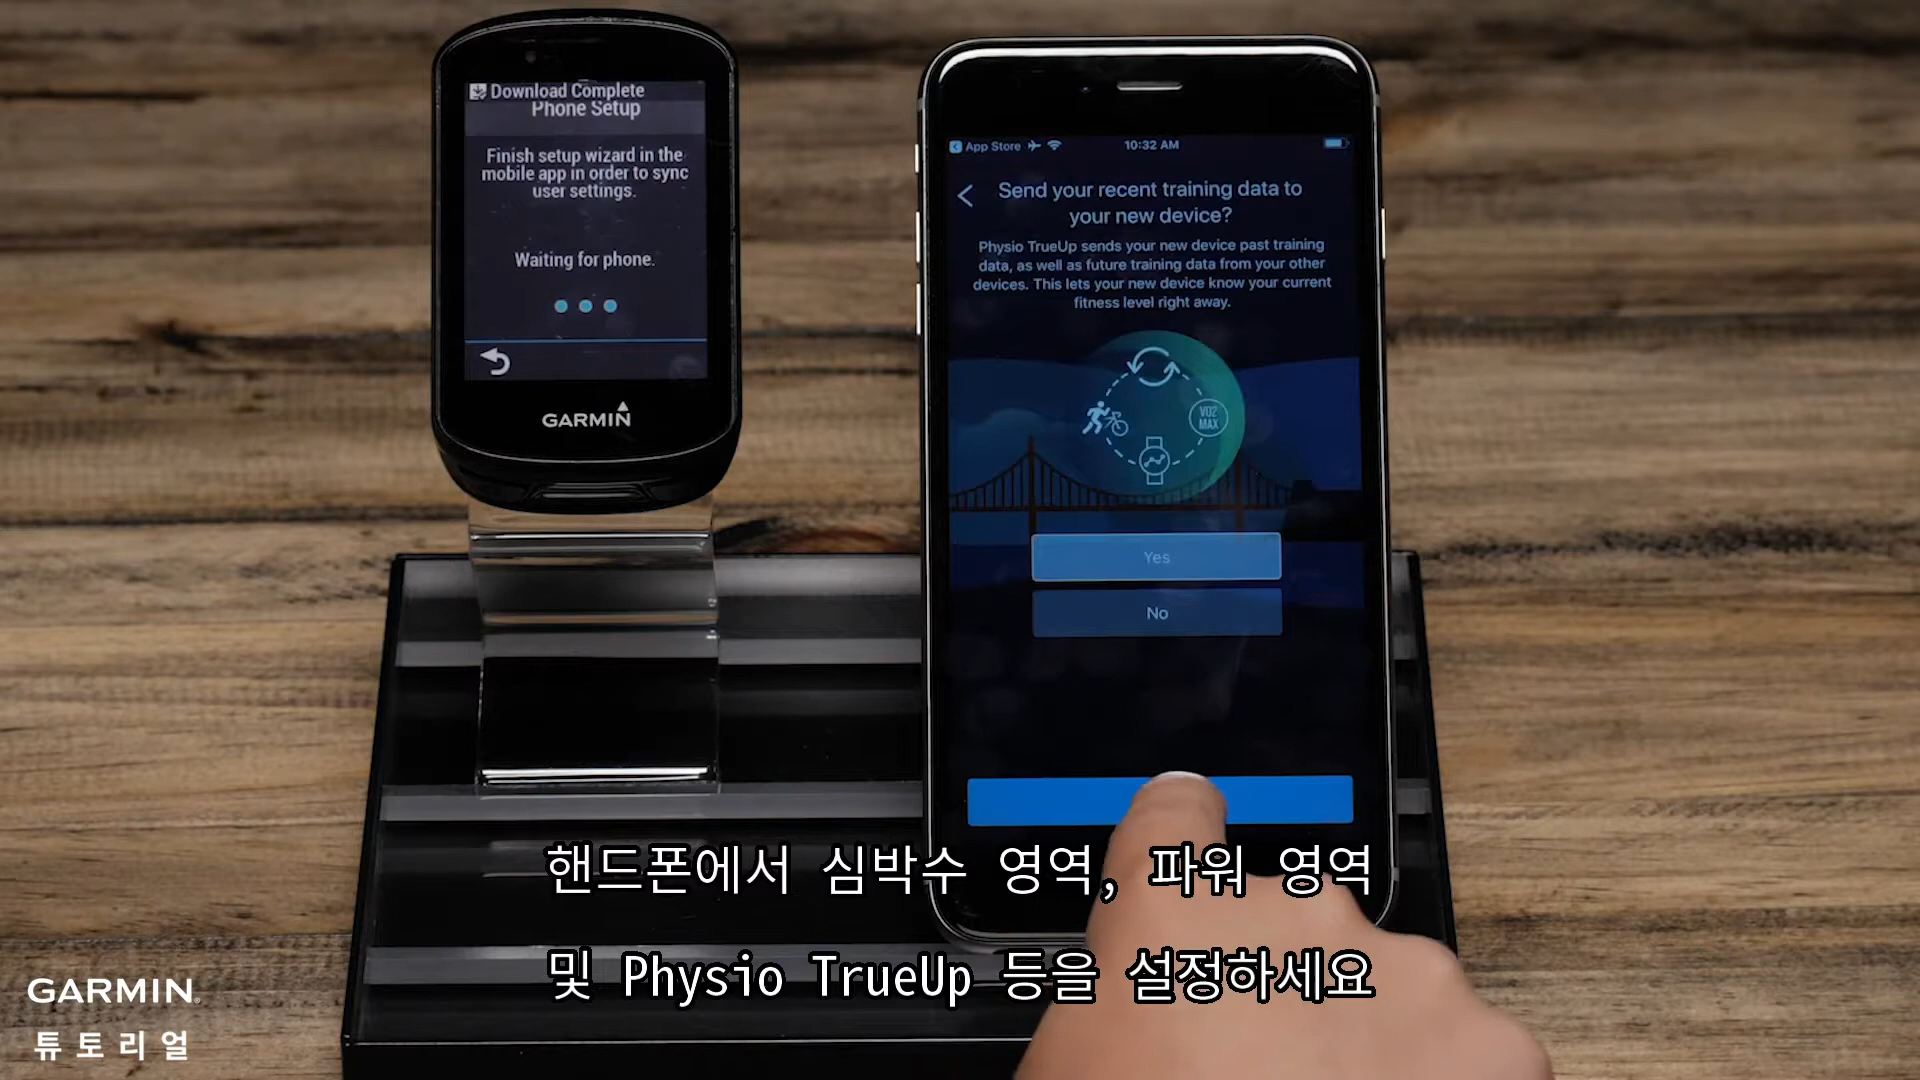 Download Complete
Phone Setup
Finish setup wizard in the
mobile app in order to sync
user settings.
Waiting for phone.
GARMIN
App Store
10:32 AM
Send your recent training data to
your new device?
Physio TrueUp sends your new device past training
data, as well as future training data from your other
devices. This lets your new device know your current
fitness level right away.
VO2
MAX
Yes
No
핸드폰에서 심박수 영역, 파워 영역
및 Physio TrueUp 등을 설정하세요
GARMIN
튜토리얼